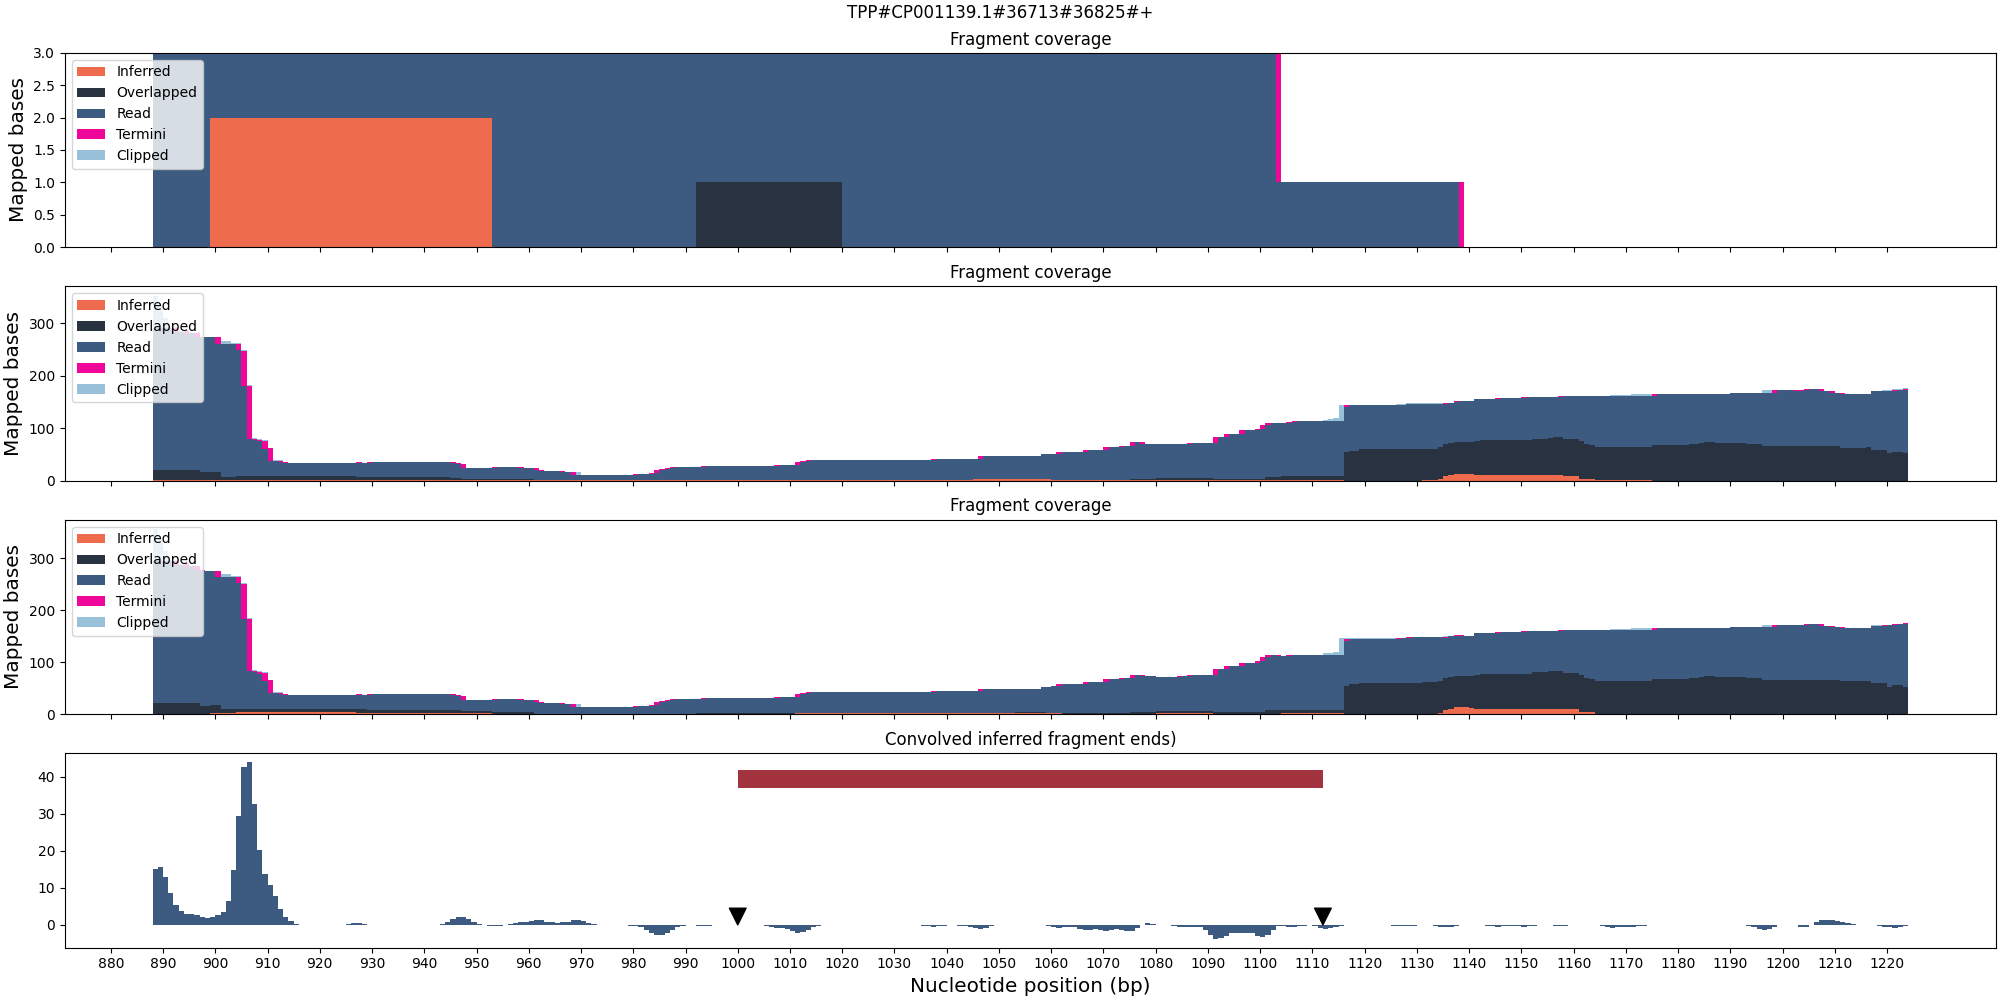 TPP#CP001139.1#36713#36825#+
Fragment coverage
Mapped bases
3.0
2.5
2.0
1.5
1.0
0.5
0.0
Inferred
Overlapped
Read
Termini
Clipped
Fragment coverage
Mapped bases
300
200
100
0
Inferred
Overlapped
Read
Termini
Clipped
Fragment coverage
Mapped bases
300
200
100
0
Inferred
Overlapped
Read
Termini
Clipped
Convolved inferred fragment ends)
40
30
20
10
0
880 890 900 910 920 930 940 950 960 970 980 990 1000 1010 1020 1030 1040 1050 1060 1070 1080 1090 1100 1110 1120 1130 1140 1150 1160 1170 1180 1190 1200 1210 1220
Nucleotide position (bp)